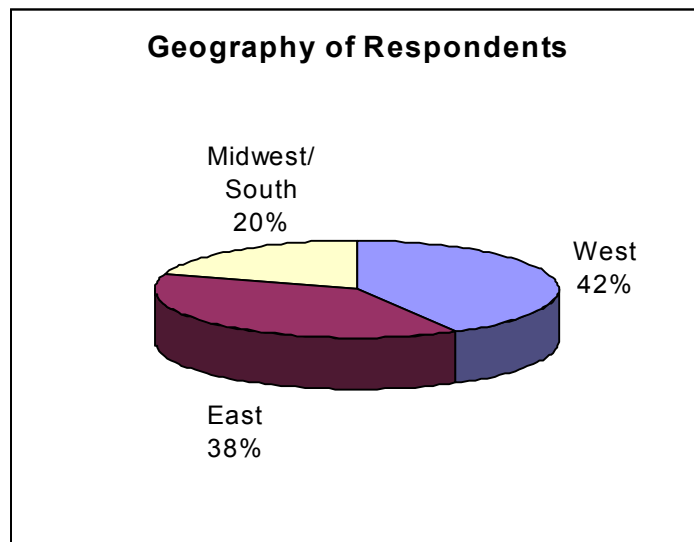 Geography of Respondents
Midwest/
South
20%
West
42%
East
38%